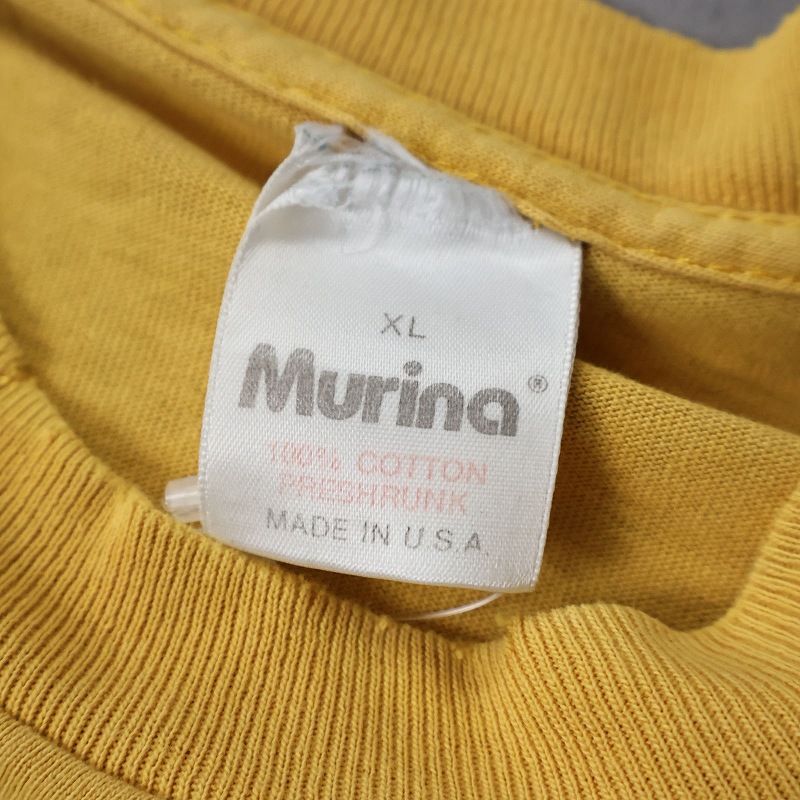 XL
Murina®
100% COTTON
PRESHRUNK
MADE IN U.S.A.